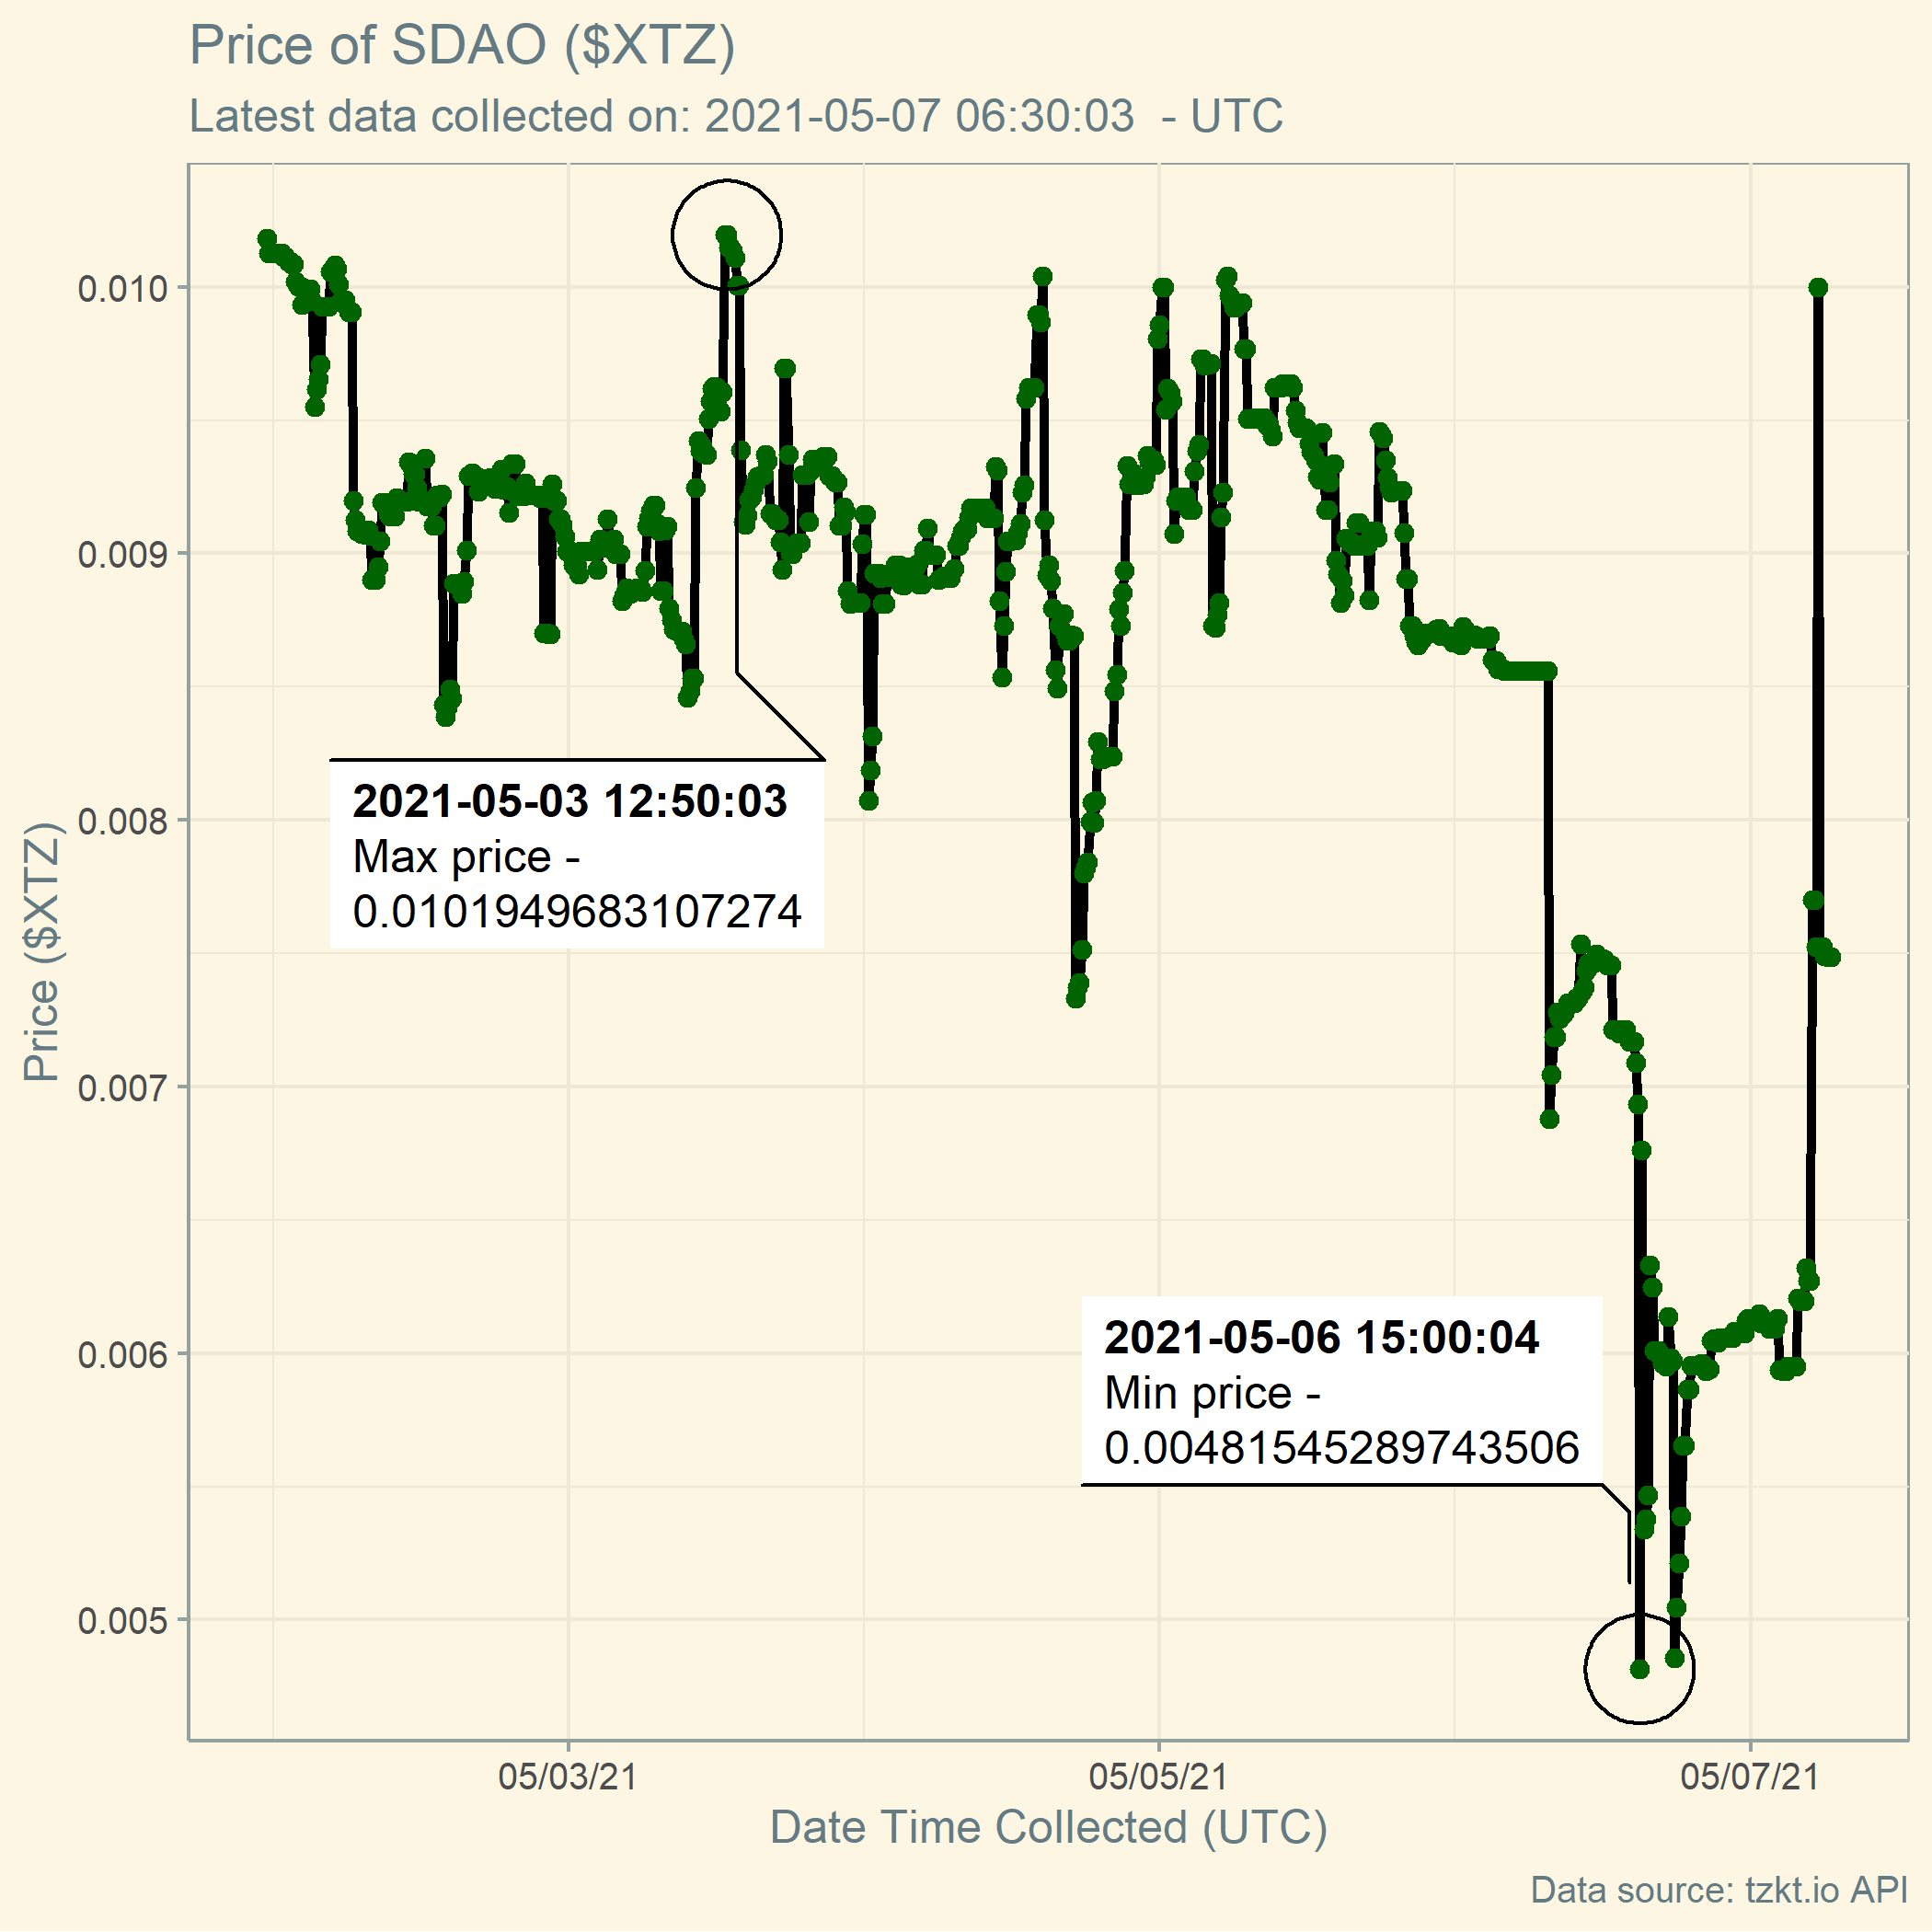 Price of SDAO ($XTZ)
Latest data collected on: 2021-05-07 06:30:03  - UTC
0.010
0.009
0.008
0.007
0.006
0.005
Price ($XTZ)
2021-05-03 12:50:03
Max price -
0.0101949683107274
2021-05-06 15:00:04
Min price -
0.00481545289743506
05/03/21
05/05/21
05/07/21
Date Time Collected (UTC)
Data source: tzkt.io API